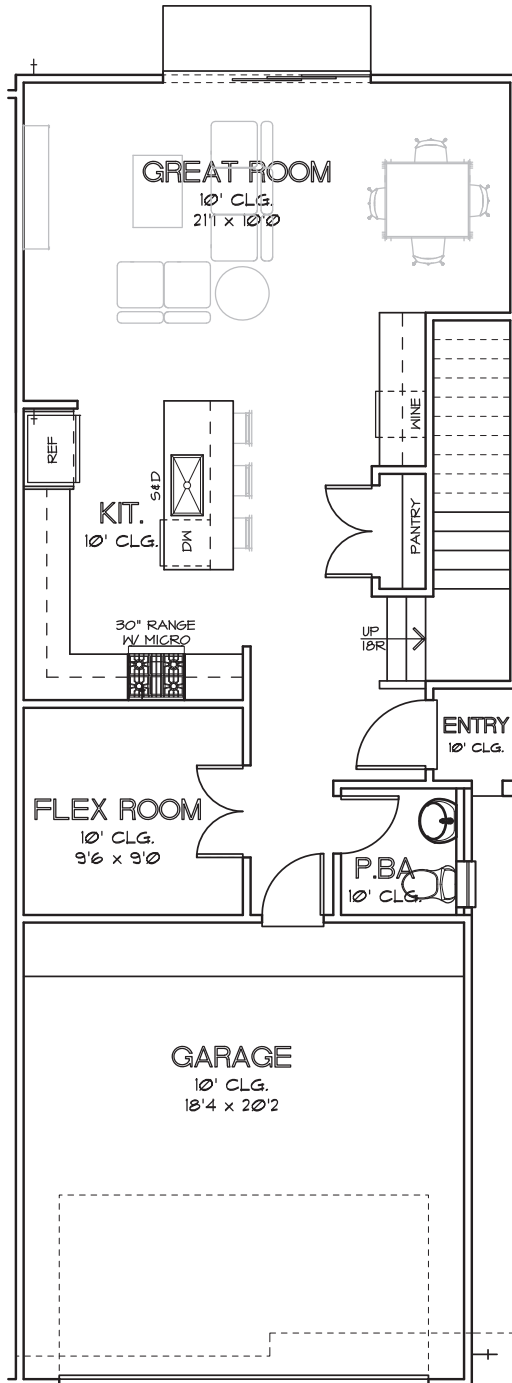 GREAT ROOM
10' CLG.
21'1 x 10'0
WINE
REF
S&D
KIT.
10' CLG.
DW
PANTRY
30" RANGE
W/ MICRO
UP
18R
ENTRY
10' CLG.
FLEX ROOM
10' CLG.
9'6 x 9'0
P.BA
10' CLG.
GARAGE
10' CLG.
18'4 x 20'2